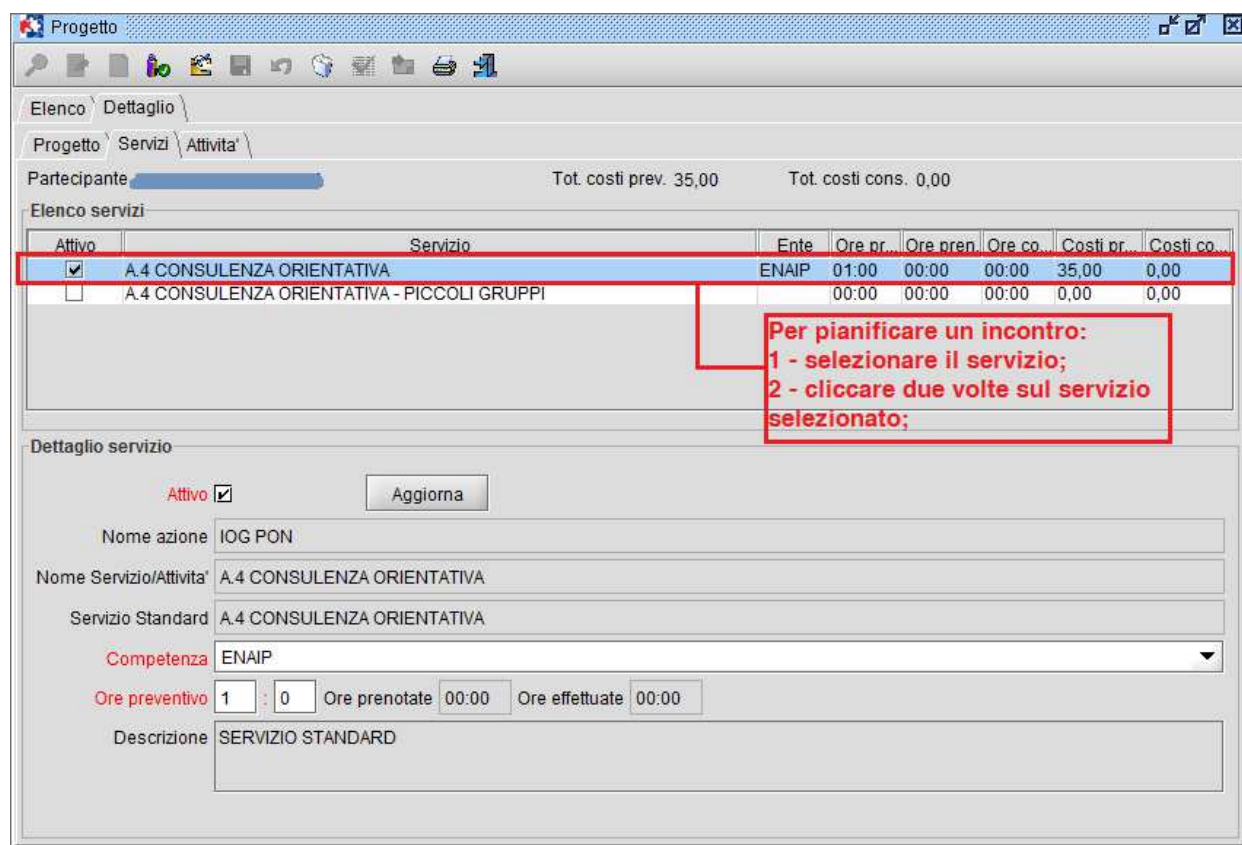 Progetto
Elenco Dettaglio
Progetto Servizi Attivita'
Partecipante Tot. costi prev. 35,00 Tot. costi cons. 0,00
Elenco servizi
Attivo Servizio Ente Ore pr... Ore pren. Ore co... Costi pr... Costi co...
A.4 CONSULENZA ORIENTATIVA ENAIP 01:00 00:00 00:00 35,00 0,00
A.4 CONSULENZA ORIENTATIVA - PICCOLI GRUPPI 00:00 00:00 00:00 0,00 0,00
Per pianificare un incontro:
1 - selezionare il servizio;
2 - cliccare due volte sul servizio
selezionato;
Dettaglio servizio
Attivo Aggiorna
Nome azione IOG PON
Nome Servizio/Attivita' A.4 CONSULENZA ORIENTATIVA
Servizio Standard A.4 CONSULENZA ORIENTATIVA
Competenza ENAIP
Ore preventivo 1 : 0 Ore prenotate 00:00 Ore effettuate 00:00
Descrizione SERVIZIO STANDARD